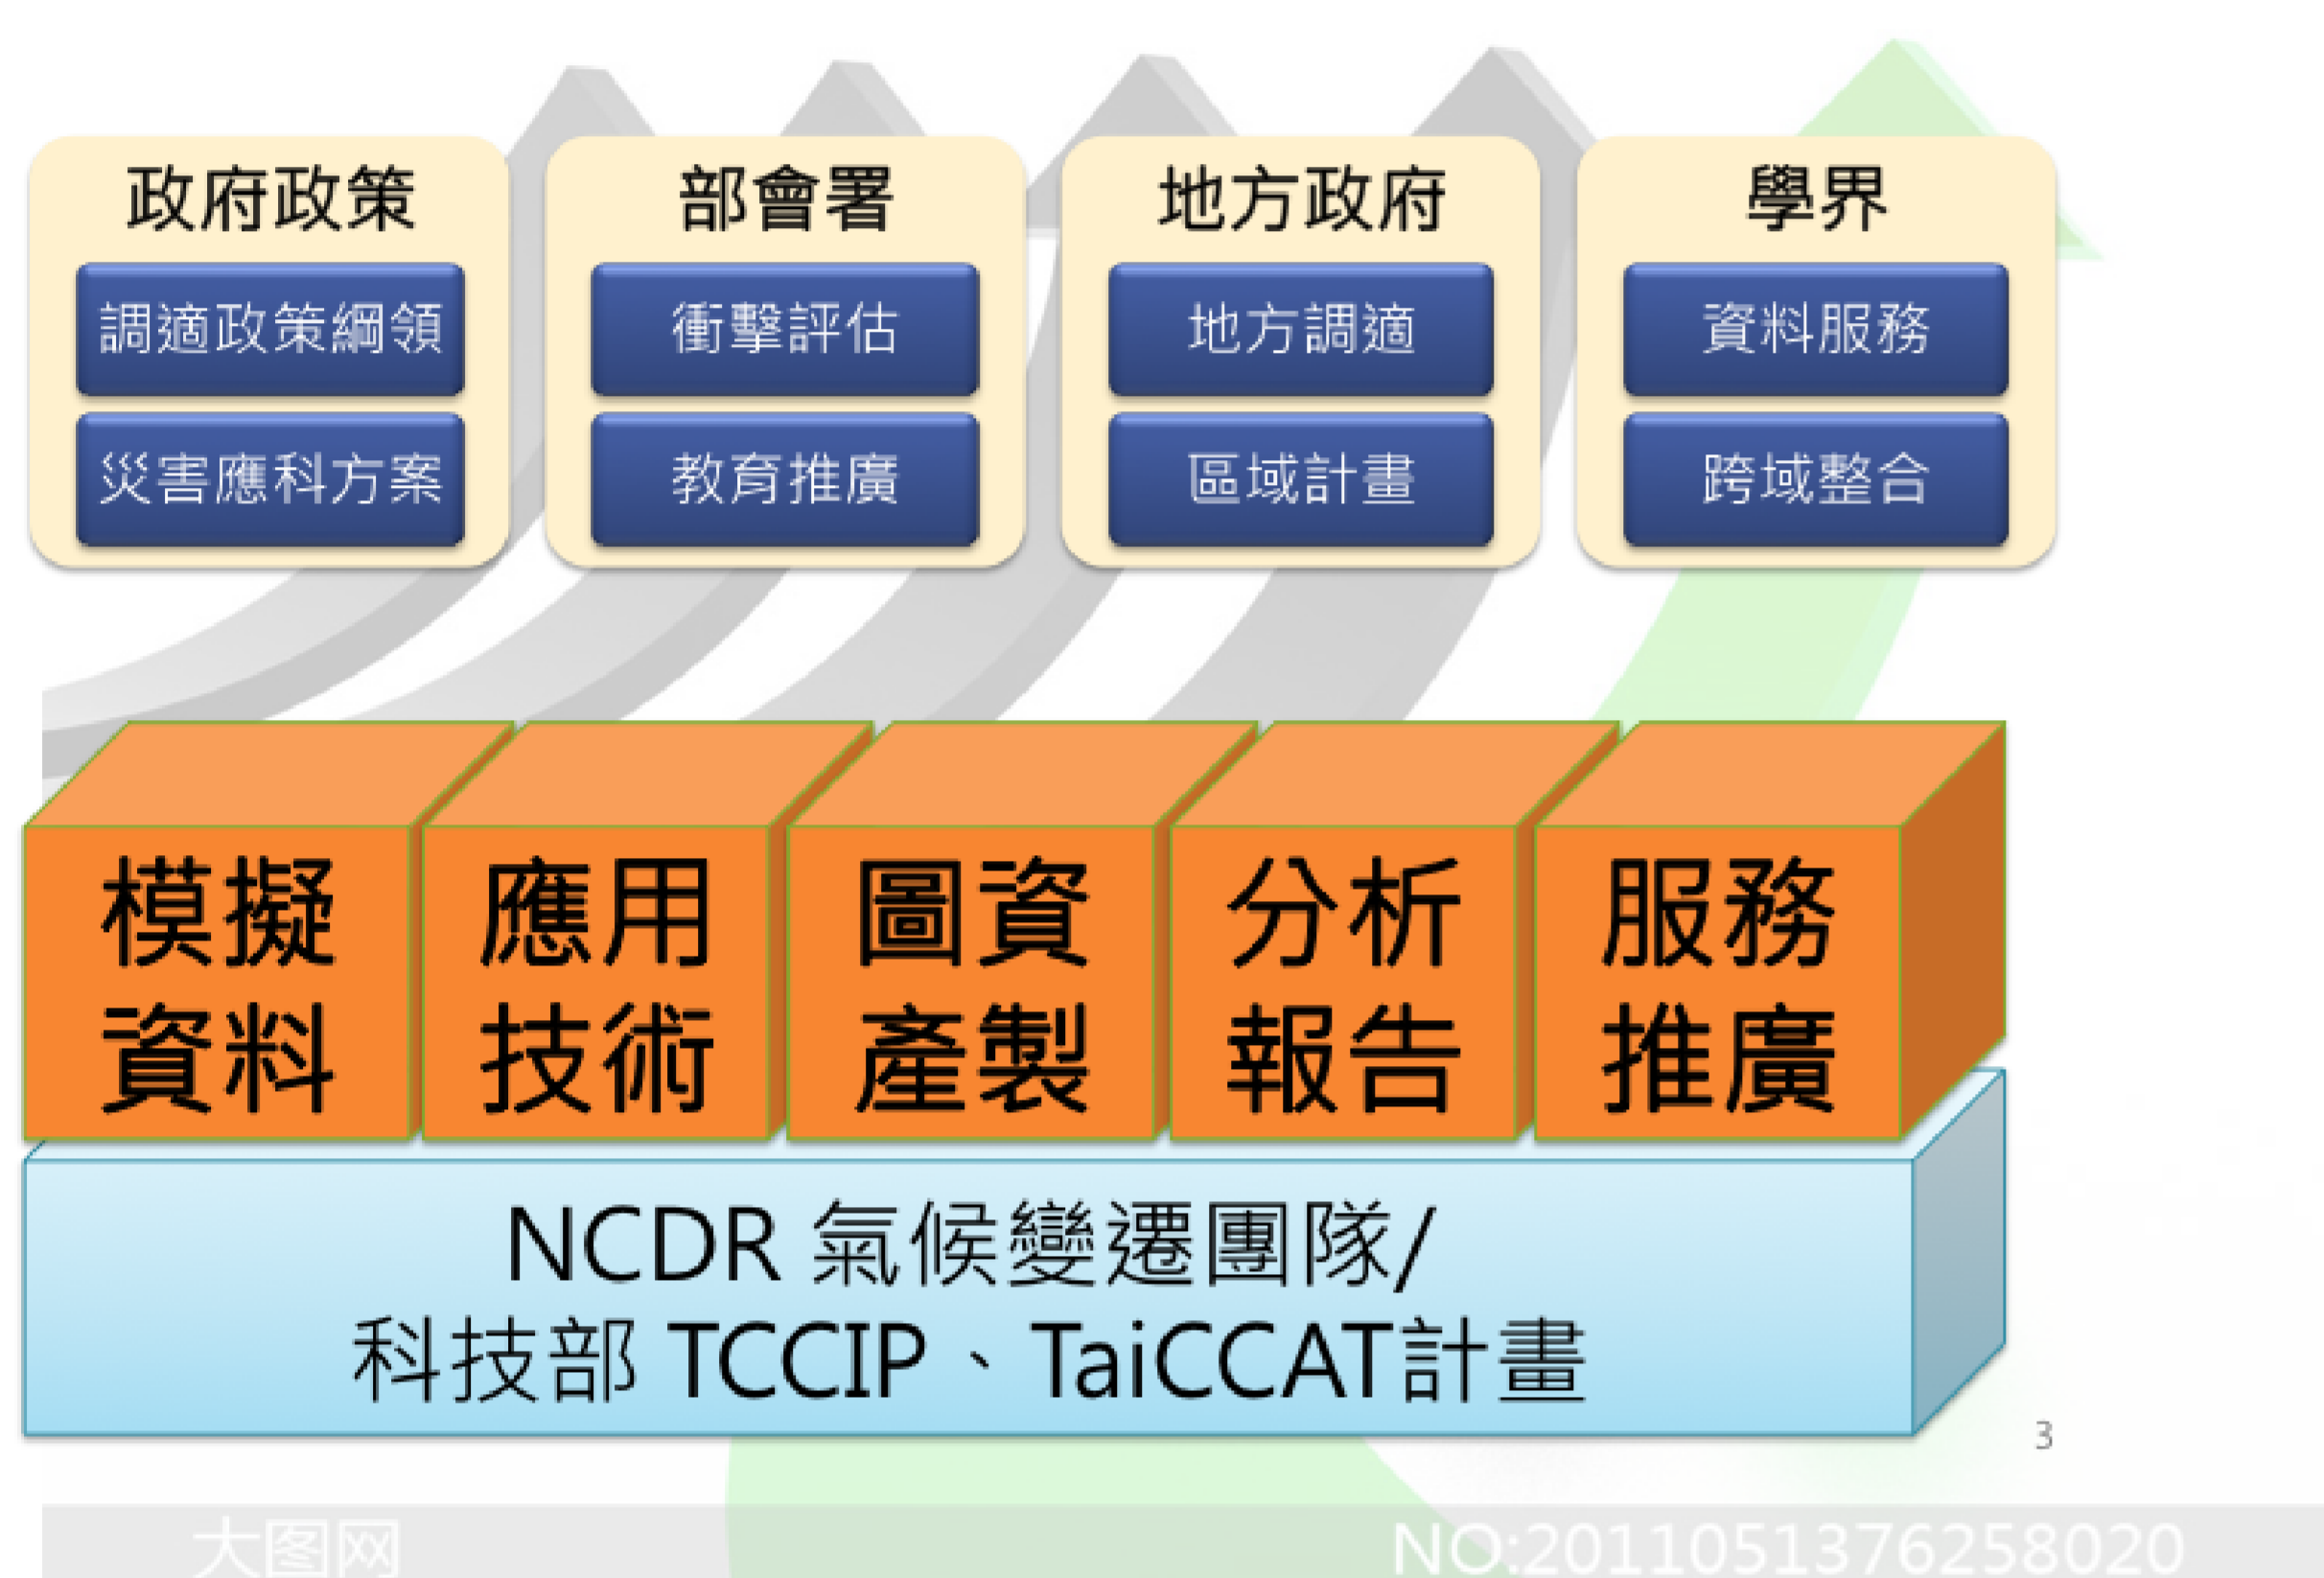 政府政策
部會署
地方政府
學界
調適政策綱領
衝擊評估
地方調適
資料服務
災害應科方案
教育推廣
區域計畫
跨域整合
模擬
資料
應用
技術
圖資
產製
分析
報告
服務
推廣
NCDR 氣候變遷團隊/
科技部 TCCIP、TaiCCAT計畫
3
大图网
NO:2011051376258020